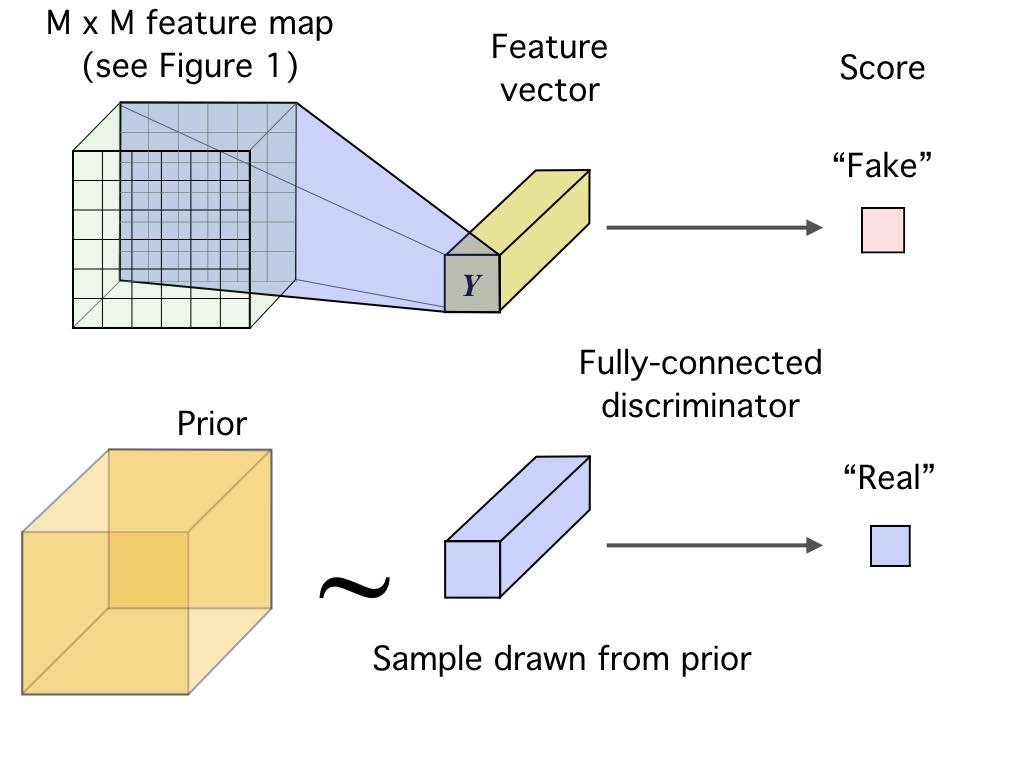 M x M feature map
(see Figure 1)
Feature
vector
Score
“Fake”
Y
Fully-connected
discriminator
Prior
“Real”
~
Sample drawn from prior